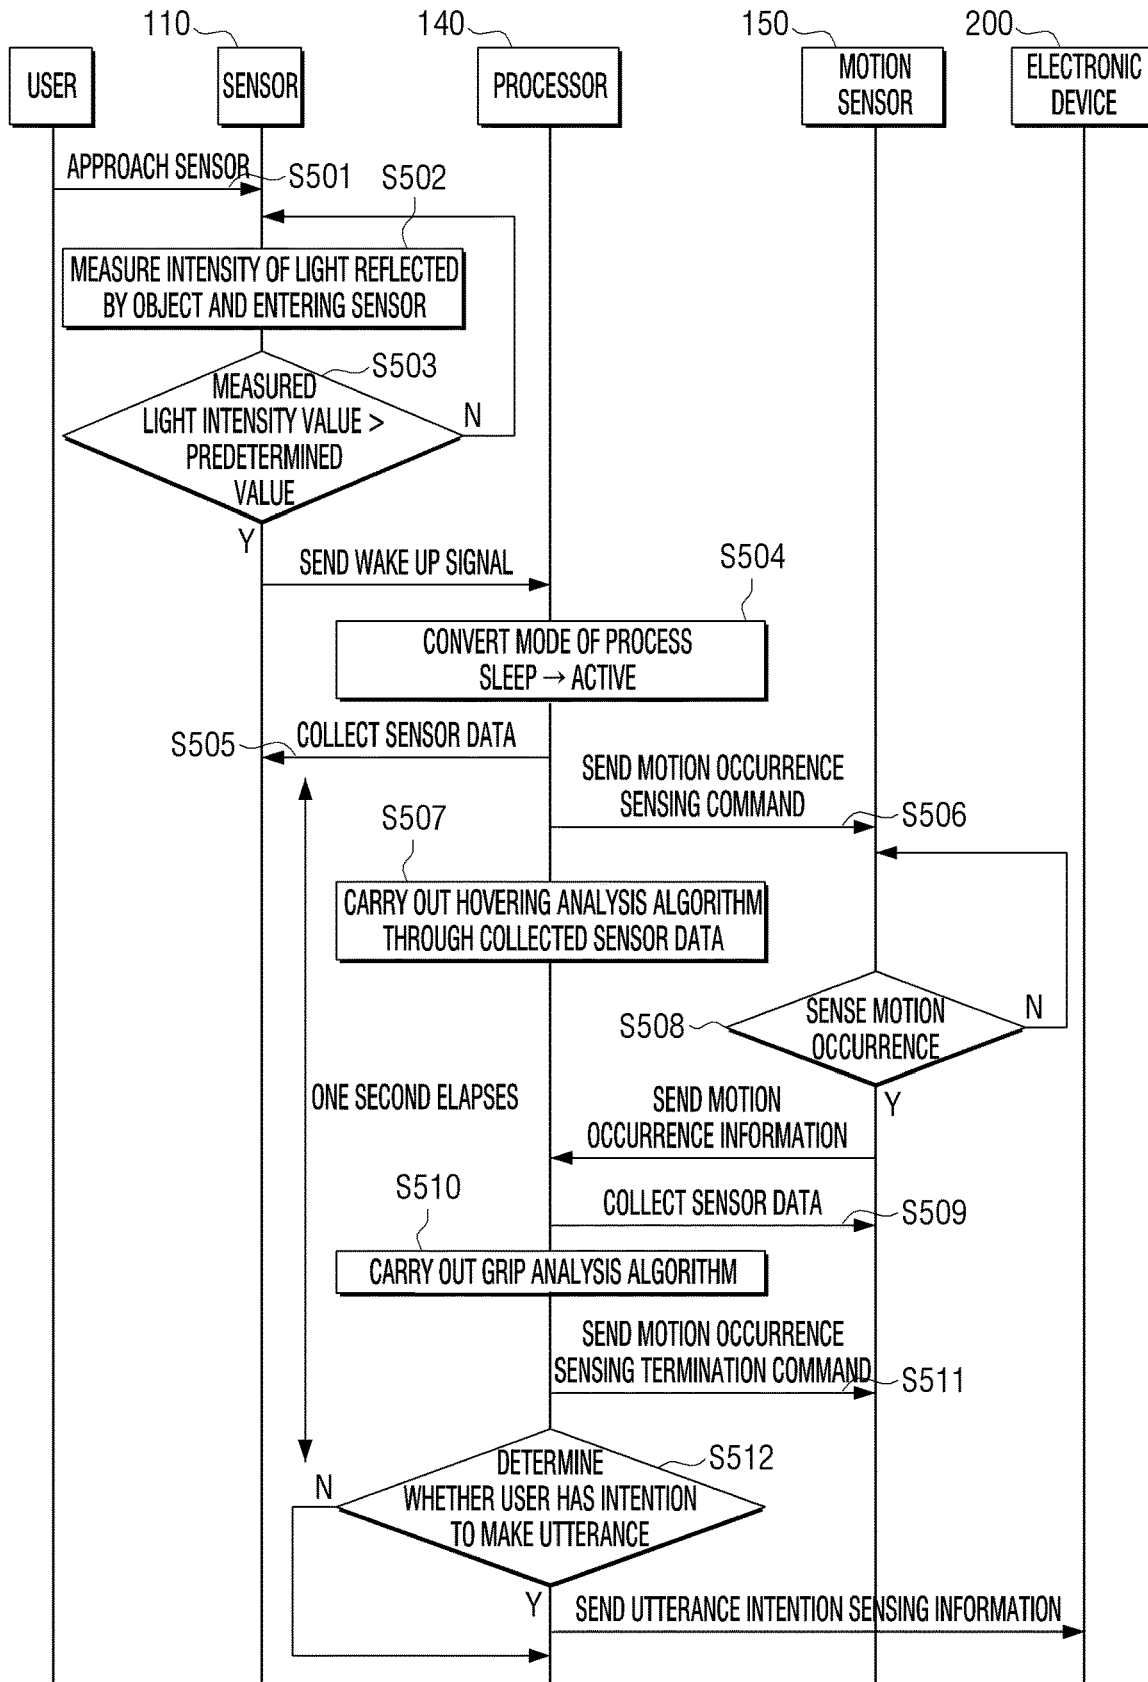 110
140
150
200
USER
SENSOR
PROCESSOR
MOTION
SENSOR
ELECTRONIC
DEVICE
APPROACH SENSOR
S501
S502
MEASURE INTENSITY OF LIGHT REFLECTED
BY OBJECT AND ENTERING SENSOR
S503
MEASURED
LIGHT INTENSITY VALUE >
PREDETERMINED
VALUE
N
Y
SEND WAKE UP SIGNAL
S504
CONVERT MODE OF PROCESS
SLEEP → ACTIVE
S505
COLLECT SENSOR DATA
SEND MOTION OCCURRENCE
SENSING COMMAND
S506
S507
CARRY OUT HOVERING ANALYSIS ALGORITHM
THROUGH COLLECTED SENSOR DATA
S508
SENSE MOTION
OCCURRENCE
N
Y
ONE SECOND ELAPSES
SEND MOTION
OCCURRENCE INFORMATION
COLLECT SENSOR DATA
S509
S510
CARRY OUT GRIP ANALYSIS ALGORITHM
SEND MOTION OCCURRENCE
SENSING TERMINATION COMMAND
S511
S512
DETERMINE
WHETHER USER HAS INTENTION
TO MAKE UTTERANCE
N
Y
SEND UTTERANCE INTENTION SENSING INFORMATION